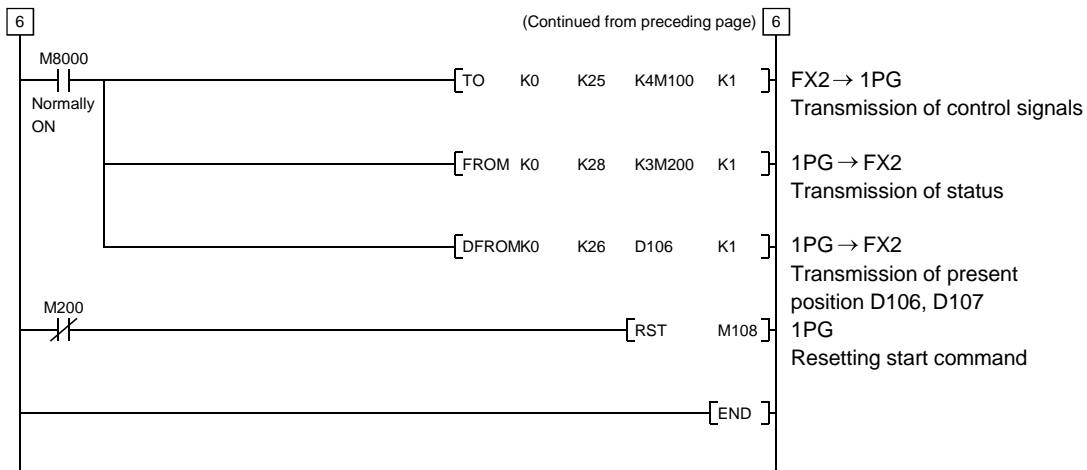 6 (Continued from preceding page) 6
M8000
TO K0 K25 K4M100 K1 FX2 → 1PG
Normally Transmission of control signals
ON
FROM K0 K28 K3M200 K1 1PG → FX2
Transmission of status
DFROMK0 K26 D106 K1 1PG → FX2
Transmission of present
position D106, D107
M200
RST M108 1PG
Resetting start command
END